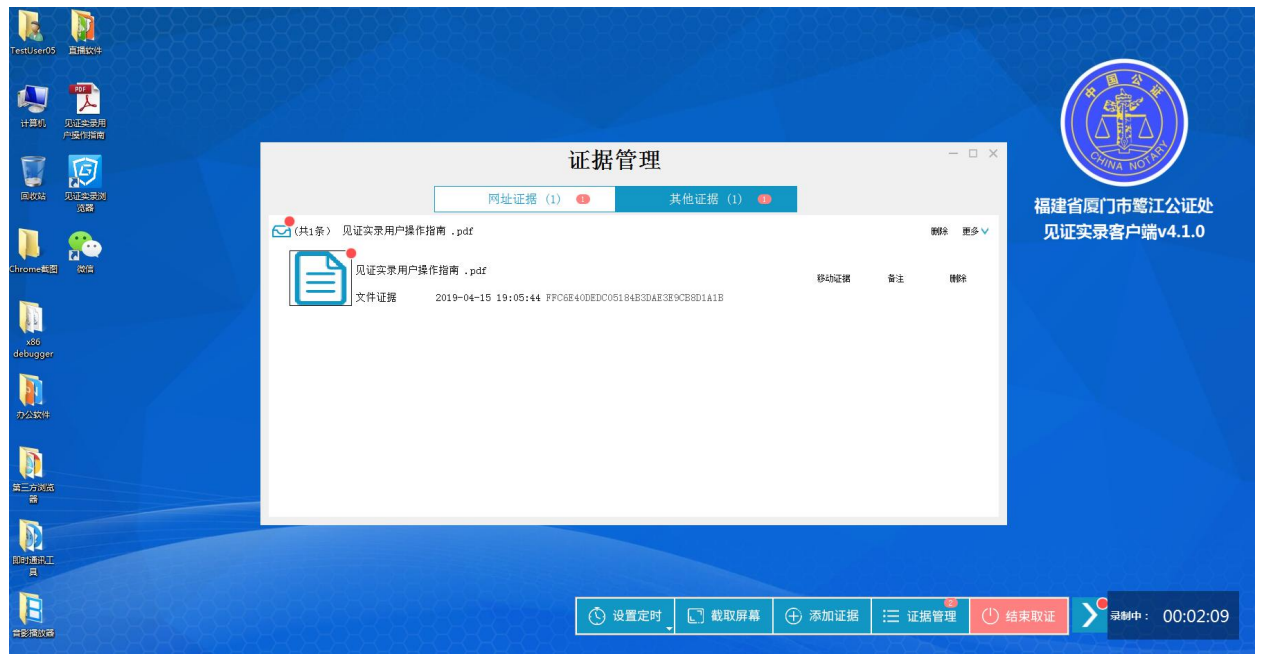 TestUser05
直播软件
计算机
见证实录用
户操作指南
PDF
回收站
见证实录浏
览器
Chrome截图
微信
x86
debugger
办公软件
第三方浏览
器
即时通讯工
具
音影播放器
证据管理
网址证据 (1) 1
其他证据 (1) 1
(共1条) 见证实录用户操作指南 .pdf
删除 更多
见证实录用户操作指南 .pdf
文件证据 2019-04-15 19:05:44 FFC6E40DEDC05184B3DAE3E9CB8D1A1B
移动证据 备注 删除
中国公证
CHINA NOTARY
福建省厦门市鹭江公证处
见证实录客户端v4.1.0
设置定时 截取屏幕 添加证据 证据管理 2 结束取证
录制中: 00:02:09